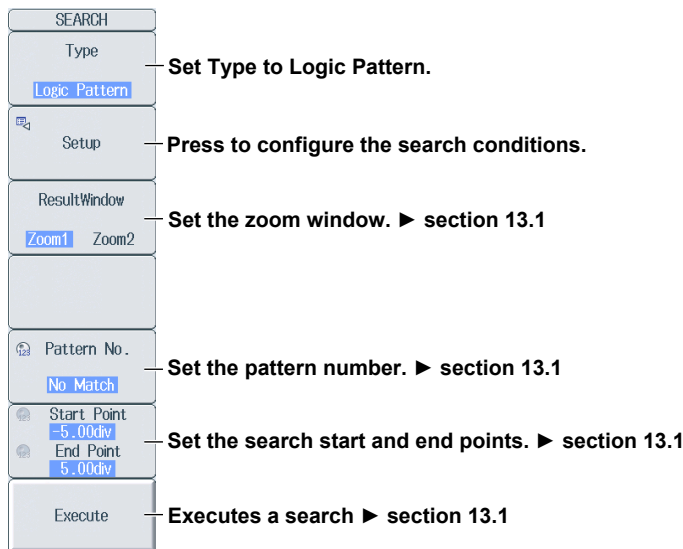 SEARCH
Type
Logic Pattern
Set Type to Logic Pattern.
Setup
Press to configure the search conditions.
ResultWindow
Zoom1 Zoom2
Set the zoom window. ► section 13.1
123
Pattern No.
No Match
Set the pattern number. ► section 13.1
Start Point
-5.00div
End Point
5.00div
Set the search start and end points. ► section 13.1
Execute
Executes a search ► section 13.1